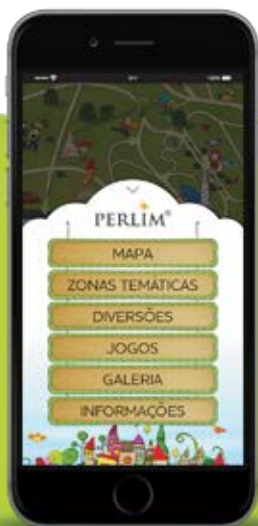 PERLIM®
MAPA
ZONAS TEMÁTICAS
DIVERSÕES
JOGOS
GALERIA
INFORMAÇÕES